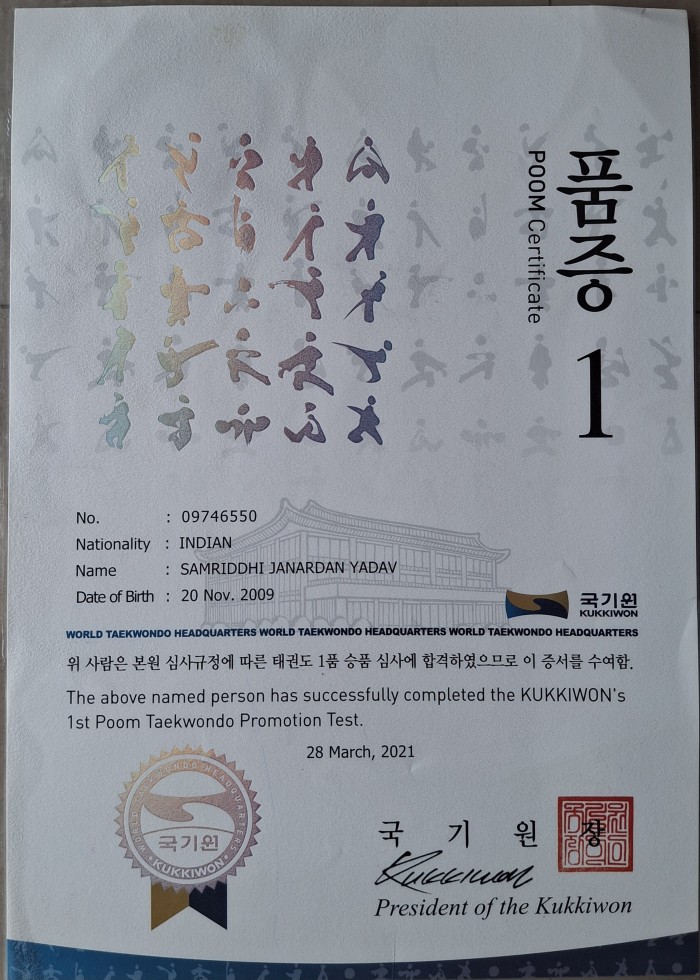 품증
POOM Certificate
1
No. : 09746550
Nationality : INDIAN
Name : SAMRIDDHI JANARDAN YADAV
Date of Birth : 20 Nov. 2009
국기원
KUKKIWON
WORLD TAEKWONDO HEADQUARTERS WORLD TAEKWONDO HEADQUARTERS WORLD TAEKWONDO HEADQUARTERS
위 사람은 본원 심사규정에 따른 태권도 1품 승품 심사에 합격하였으므로 이 증서를 수여함.
The above named person has successfully completed the KUKKIWON's
1st Poom Taekwondo Promotion Test.
28 March, 2021
WORLD TAEKWONDO HEADQUARTERS
국기원
KUKKIWON
국 기 원 장
Kukkiwon
President of the Kukkiwon